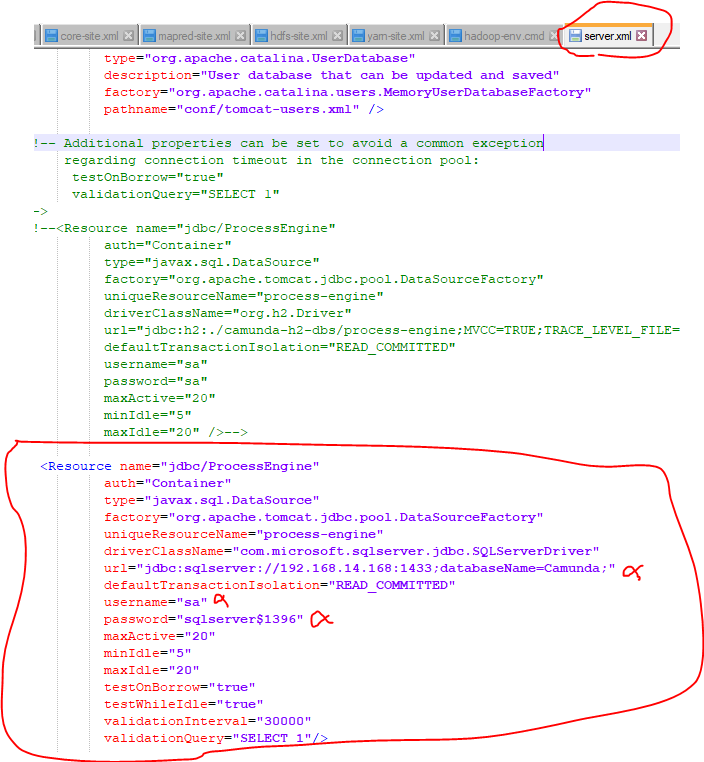 core-site.xml mapred-site.xml hdfs-site.xml yarn-site.xml hadoop-env.cmd server.xml
type="org.apache.catalina.UserDatabase"
description="User database that can be updated and saved"
factory="org.apache.catalina.users.MemoryUserDatabaseFactory"
pathname="conf/tomcat-users.xml" />
!-- Additional properties can be set to avoid a common exception
regarding connection timeout in the connection pool:
testOnBorrow="true"
validationQuery="SELECT 1"
->
!--<Resource name="jdbc/ProcessEngine"
auth="Container"
type="javax.sql.DataSource"
factory="org.apache.tomcat.jdbc.pool.DataSourceFactory"
uniqueResourceName="process-engine"
driverClassName="org.h2.Driver"
url="jdbc:h2:./camunda-h2-dbs/process-engine;MVCC=TRUE;TRACE_LEVEL_FILE=
defaultTransactionIsolation="READ_COMMITTED"
username="sa"
password="sa"
maxActive="20"
minIdle="5"
maxIdle="20" />-->
<Resource name="jdbc/ProcessEngine"
auth="Container"
type="javax.sql.DataSource"
factory="org.apache.tomcat.jdbc.pool.DataSourceFactory"
uniqueResourceName="process-engine"
driverClassName="com.microsoft.sqlserver.jdbc.SQLServerDriver"
url="jdbc:sqlserver://192.168.14.168:1433;databaseName=Camunda;"
defaultTransactionIsolation="READ_COMMITTED"
username="sa"
password="sqlserver$1396"
maxActive="20"
minIdle="5"
maxIdle="20"
testOnBorrow="true"
testWhileIdle="true"
validationInterval="30000"
validationQuery="SELECT 1"/>